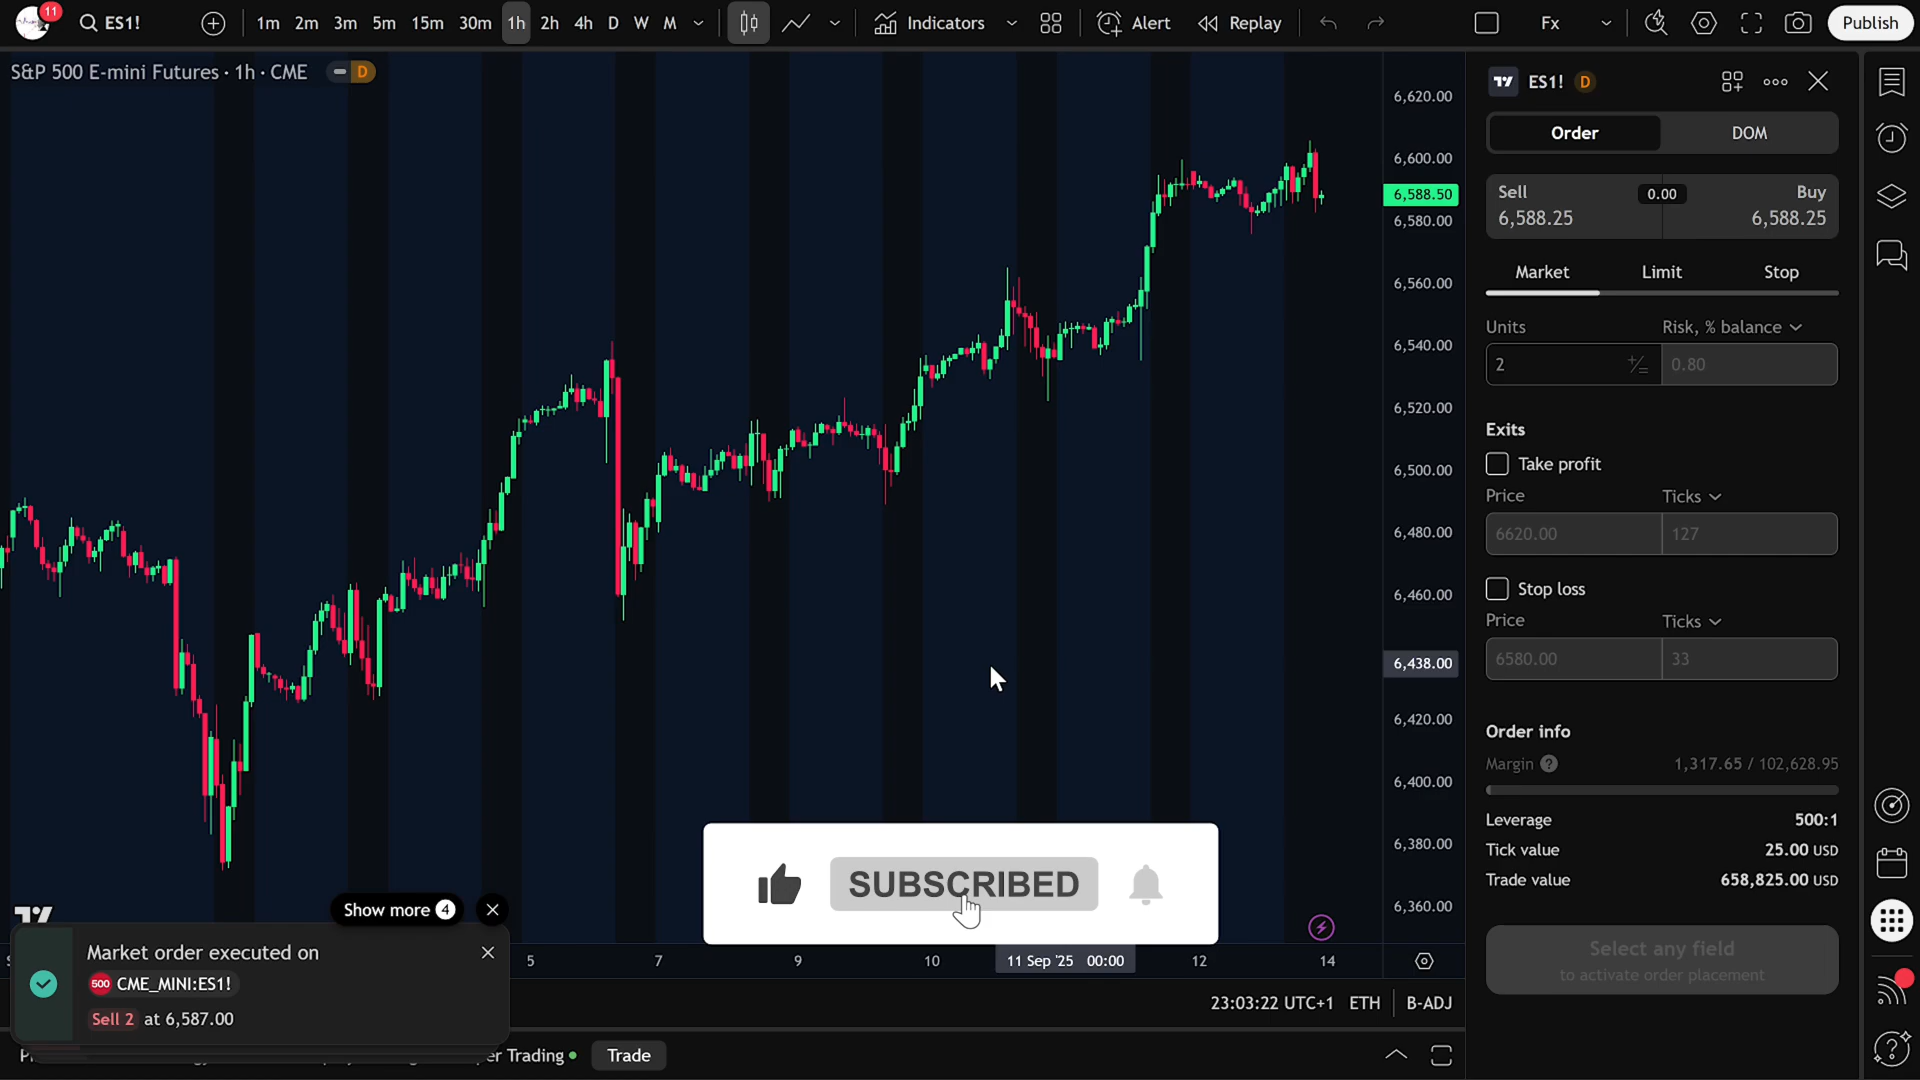 11
ES1!
1m 2m 3m 5m 15m 30m 1h 2h 4h D W M
Indicators
Alert
Replay
Fx
Publish
S&P 500 E-mini Futures · 1h · CME
D
6,620.00
6,600.00
6,588.50
6,580.00
6,560.00
6,540.00
6,520.00
6,500.00
6,480.00
6,460.00
6,438.00
6,420.00
6,400.00
6,380.00
6,360.00
ES1! D
Order DOM
Sell 0.00 Buy
6,588.25 6,588.25
Market Limit Stop
Units Risk, % balance
2 0.80
Exits
Take profit
Price Ticks
6620.00 127
Stop loss
Price Ticks
6580.00 33
Order info
Margin ? 1,317.65 / 102,628.95
Leverage 500:1
Tick value 25.00 USD
Trade value 658,825.00 USD
Select any field
to activate order placement
SUBSCRIBED
Show more 4
Market order executed on
500 CME_MINI:ES1!
Sell 2 at 6,587.00
5 7 9 10 11 Sep '25 00:00 12 14
23:03:22 UTC+1 ETH B-ADJ
er Trading
Trade